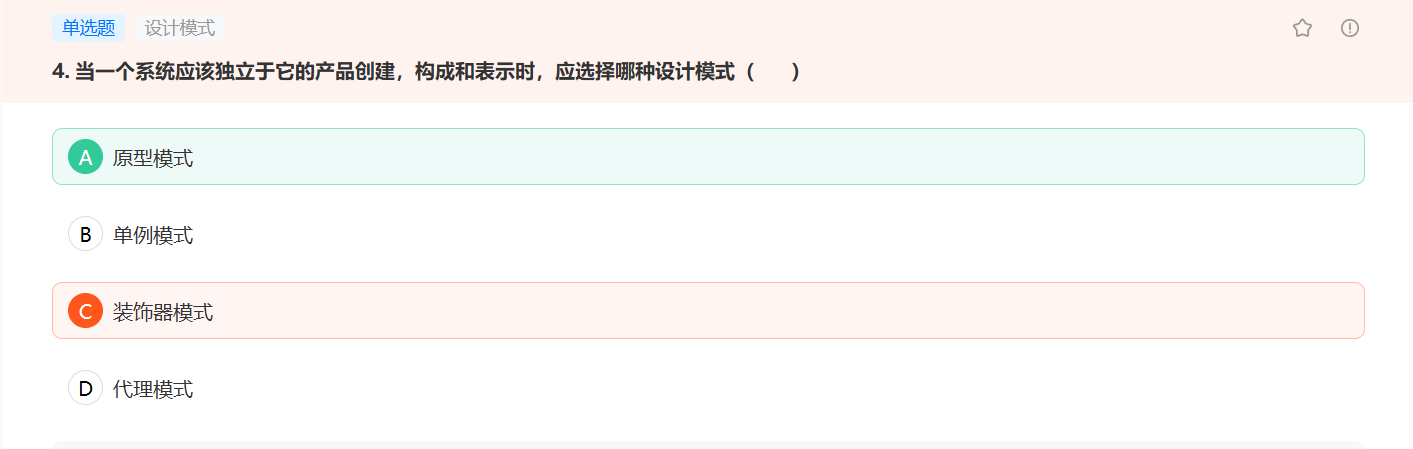 单选题 设计模式
4. 当一个系统应该独立于它的产品创建，构成和表示时，应选择哪种设计模式（　　）
A 原型模式
B 单例模式
C 装饰器模式
D 代理模式